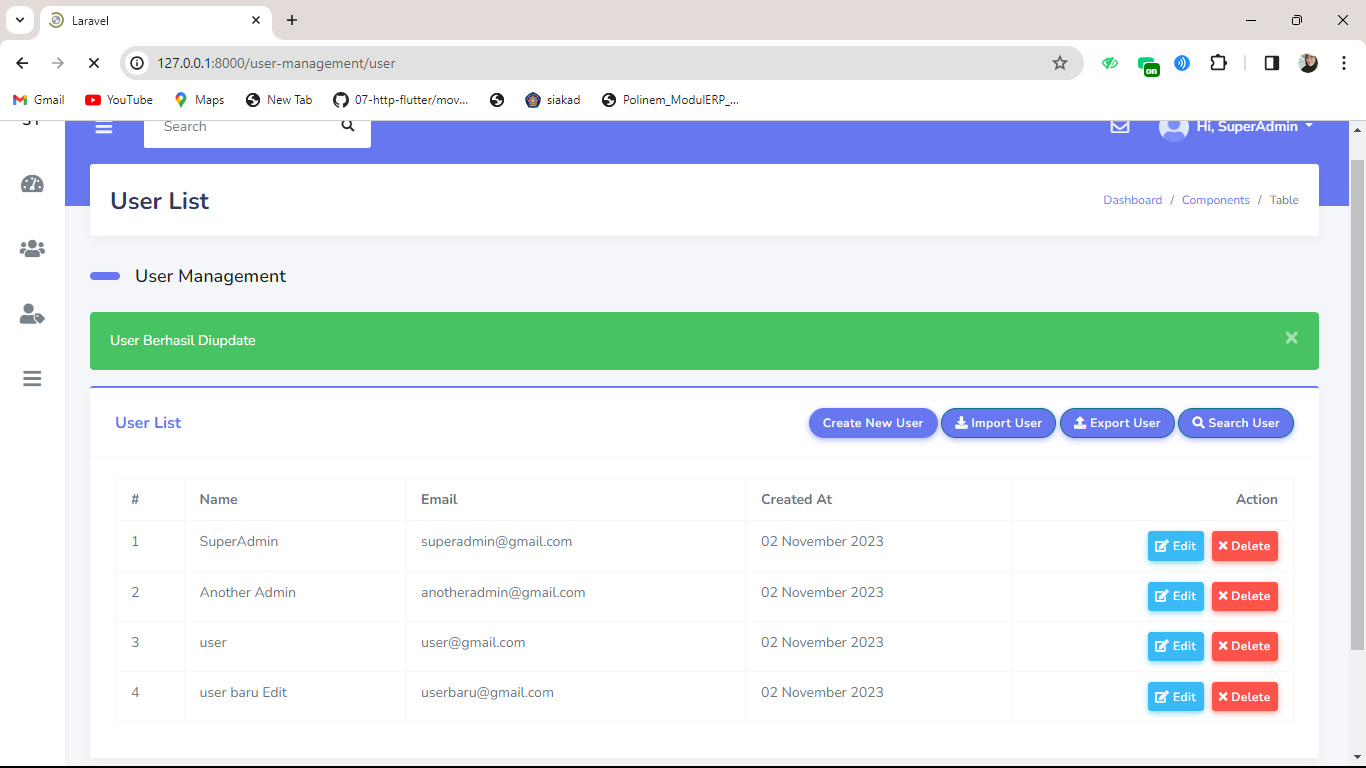 Laravel
127.0.0.1:8000/user-management/user
on
Gmail YouTube Maps New Tab 07-http-flutter/mov... siakad Polinem_ModulERP_...
Search Hi, SuperAdmin
User List Dashboard / Components / Table
User Management
User Berhasil Diupdate
User List Create New User Import User Export User Search User
# Name Email Created At Action
1 SuperAdmin superadmin@gmail.com 02 November 2023 Edit Delete
2 Another Admin anotheradmin@gmail.com 02 November 2023 Edit Delete
3 user user@gmail.com 02 November 2023 Edit Delete
4 user baru Edit userbaru@gmail.com 02 November 2023 Edit Delete